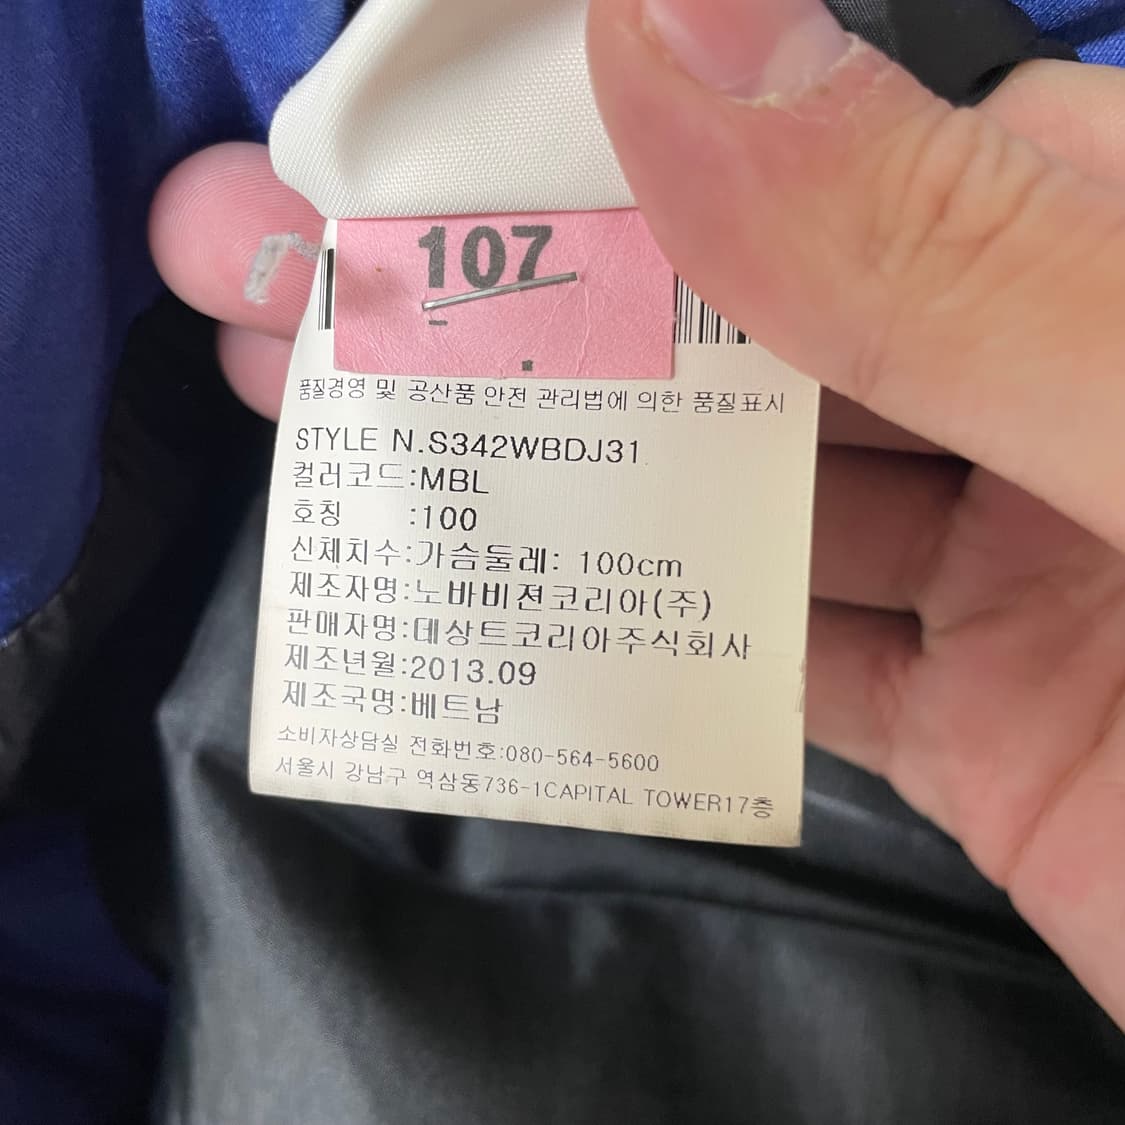 107
품질경영 및 공산품 안전 관리법에 의한 품질표시
STYLE N.S342WBDJ31
컬러코드:MBL
호칭 :100
신체치수:가슴둘레: 100cm
제조자명:노바비젼코리아(주)
판매자명:데상트코리아주식회사
제조년월:2013.09
제조국명:베트남
소비자상담실 전화번호:080-564-5600
서울시 강남구 역삼동736-1CAPITAL TOWER17층